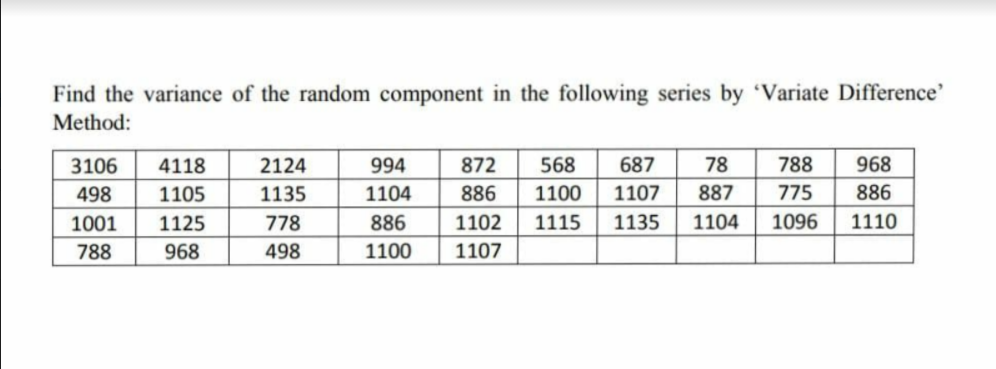 Find the variance of the random component in the following series by ‘Variate Difference’
Method:
3106 4118 2124 994 872 568 687 78 788 968
498 1105 1135 1104 886 1100 1107 887 775 886
1001 1125 778 886 1102 1115 1135 1104 1096 1110
788 968 498 1100 1107